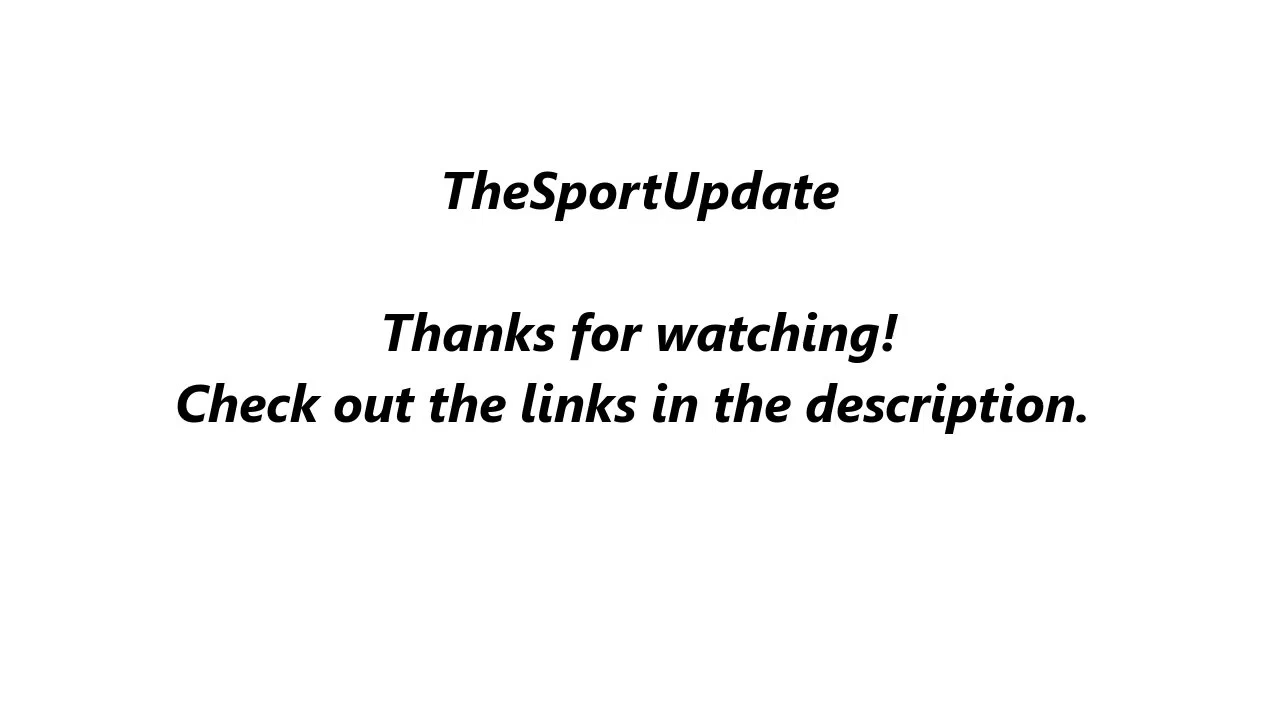 TheSportUpdate
Thanks for watching!
Check out the links in the description.